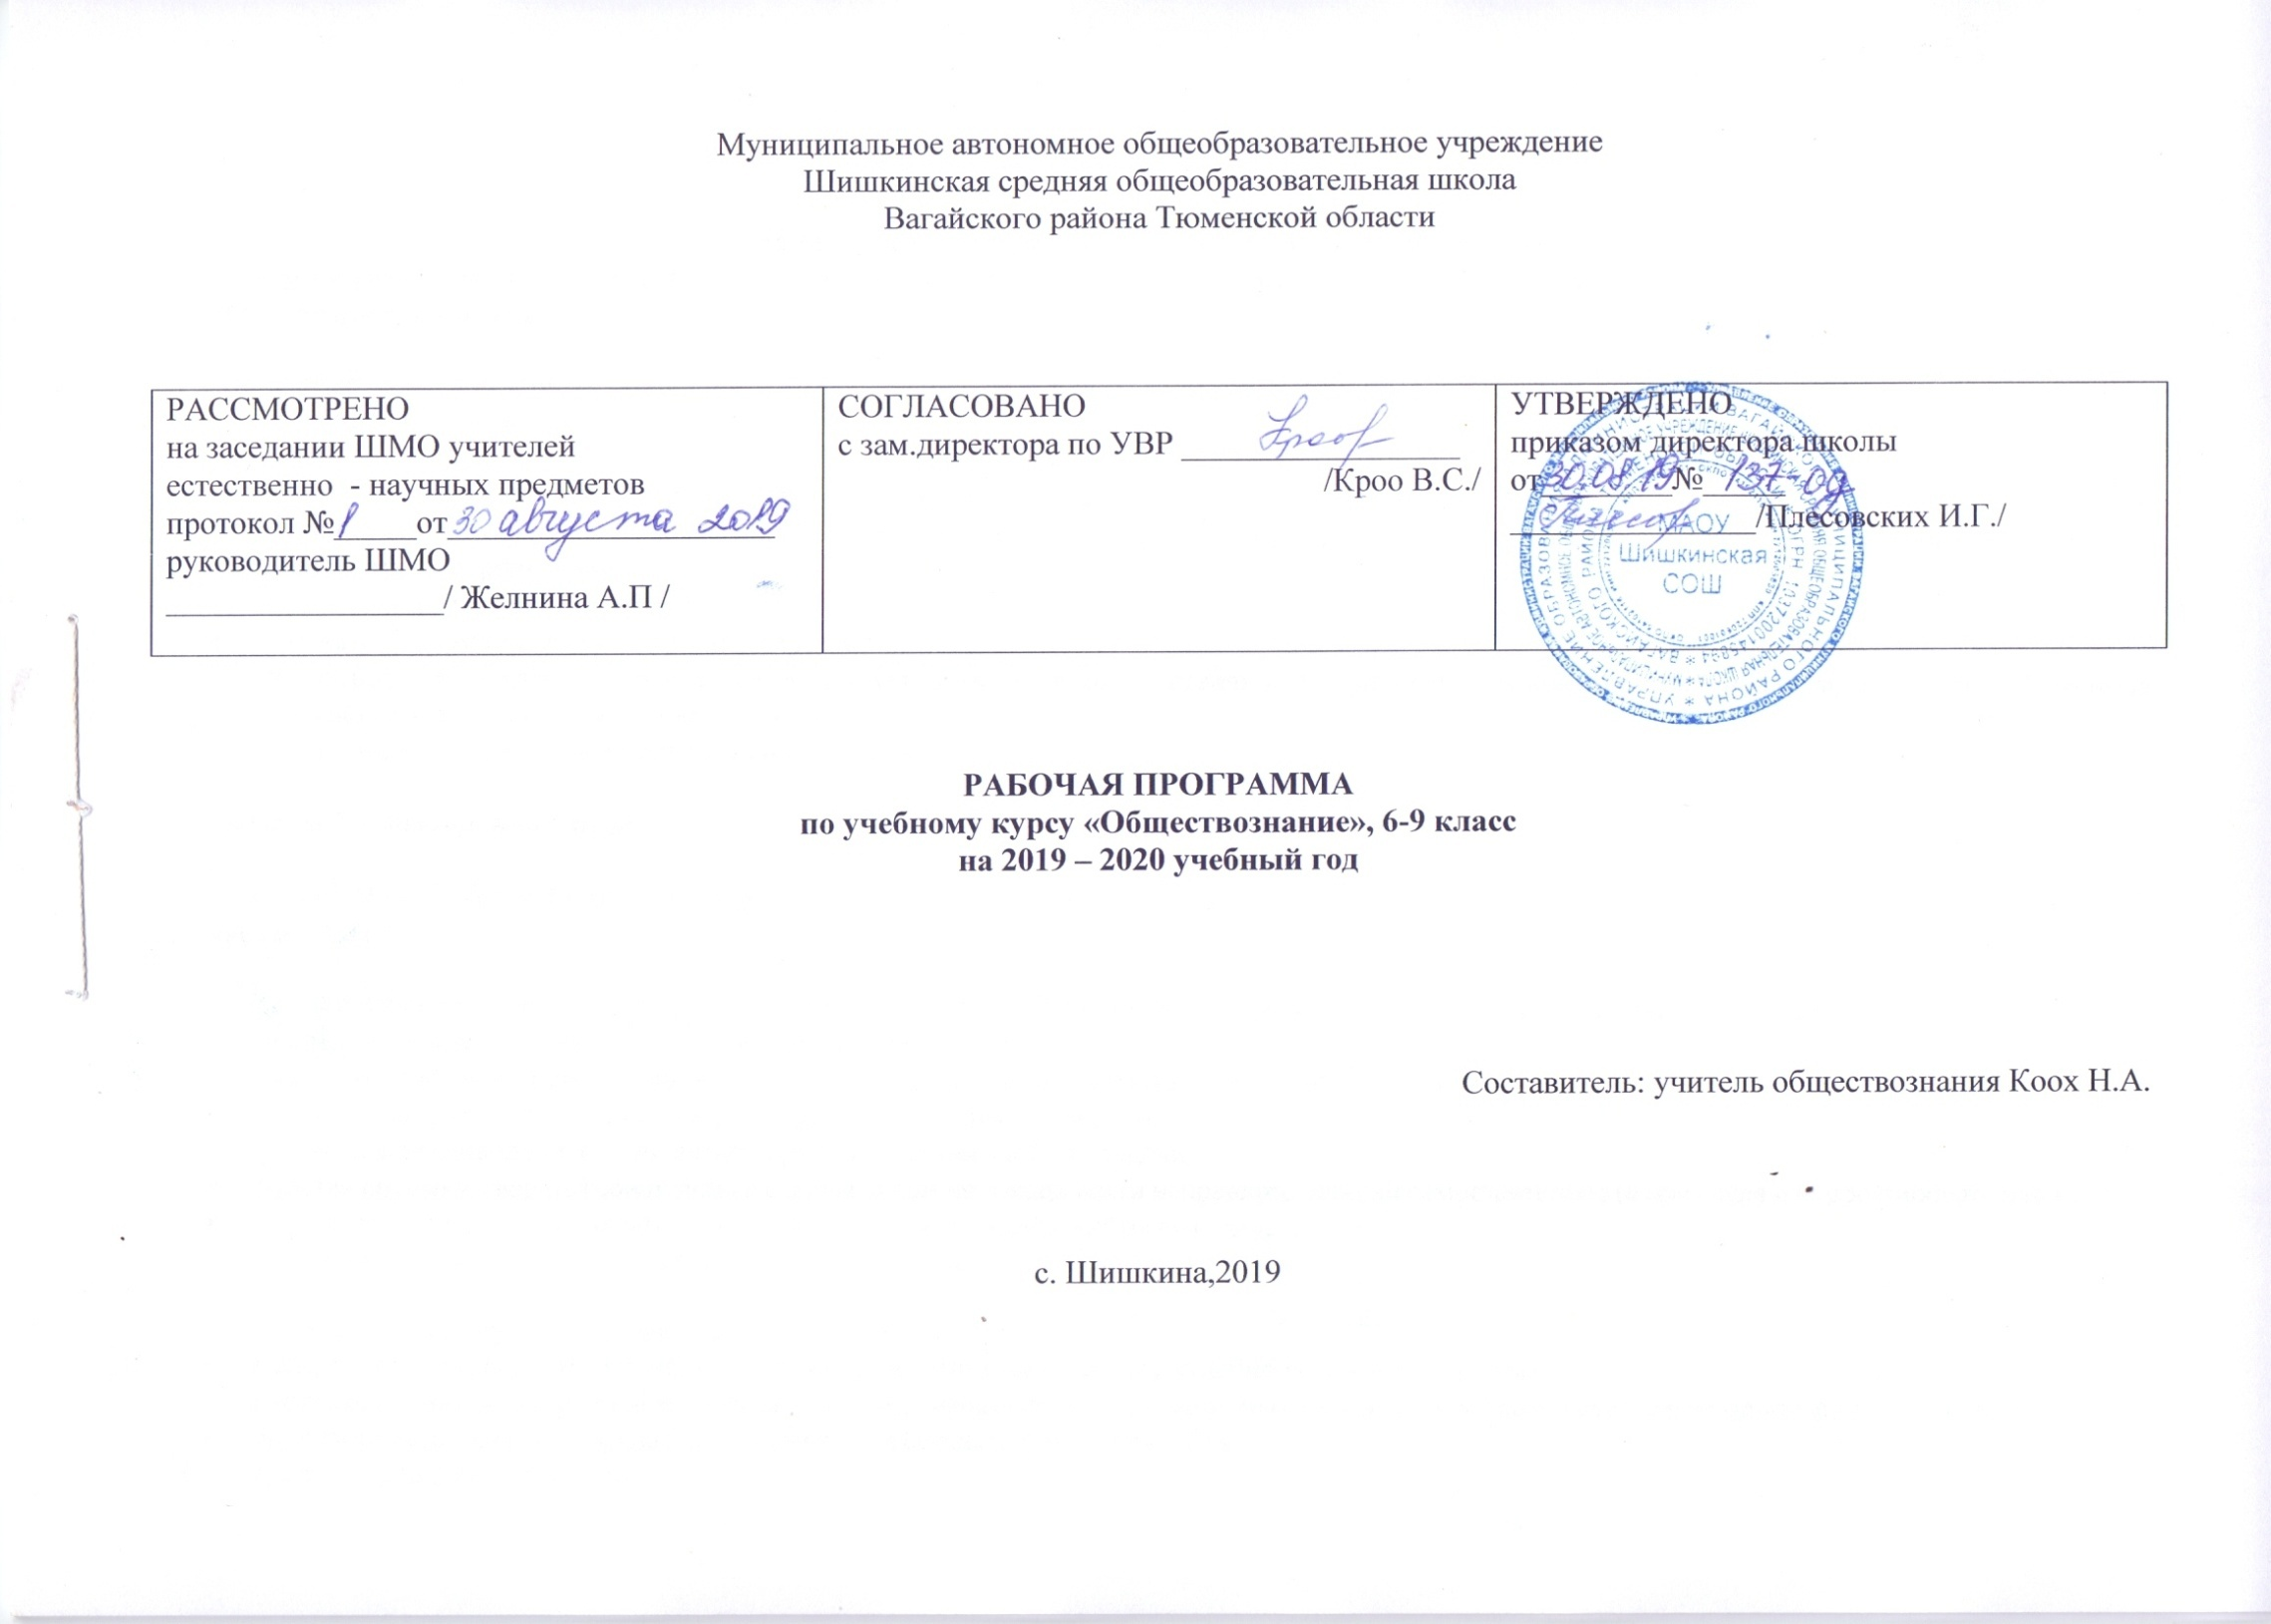 Муниципальное автономное общеобразовательное учреждение
Шишкинская средняя общеобразовательная школа
Вагайского района Тюменской области
РАССМОТРЕНО
на заседании ШМО учителей
естественно - научных предметов
протокол № 1 от 30 августа 2019
руководитель ШМО
/ Желнина А.П /
СОГЛАСОВАНО
с зам.директора по УВР
/Кроо В.С./
УТВЕРЖДЕНО
приказом директора школы
от 30.08.19 № 137-од
/Плесовских И.Г./
МАОУ
Шишкинская
СОШ
РАБОЧАЯ ПРОГРАММА
по учебному курсу «Обществознание», 6-9 класс
на 2019 – 2020 учебный год
Составитель: учитель обществознания Коох Н.А.
с. Шишкина,2019